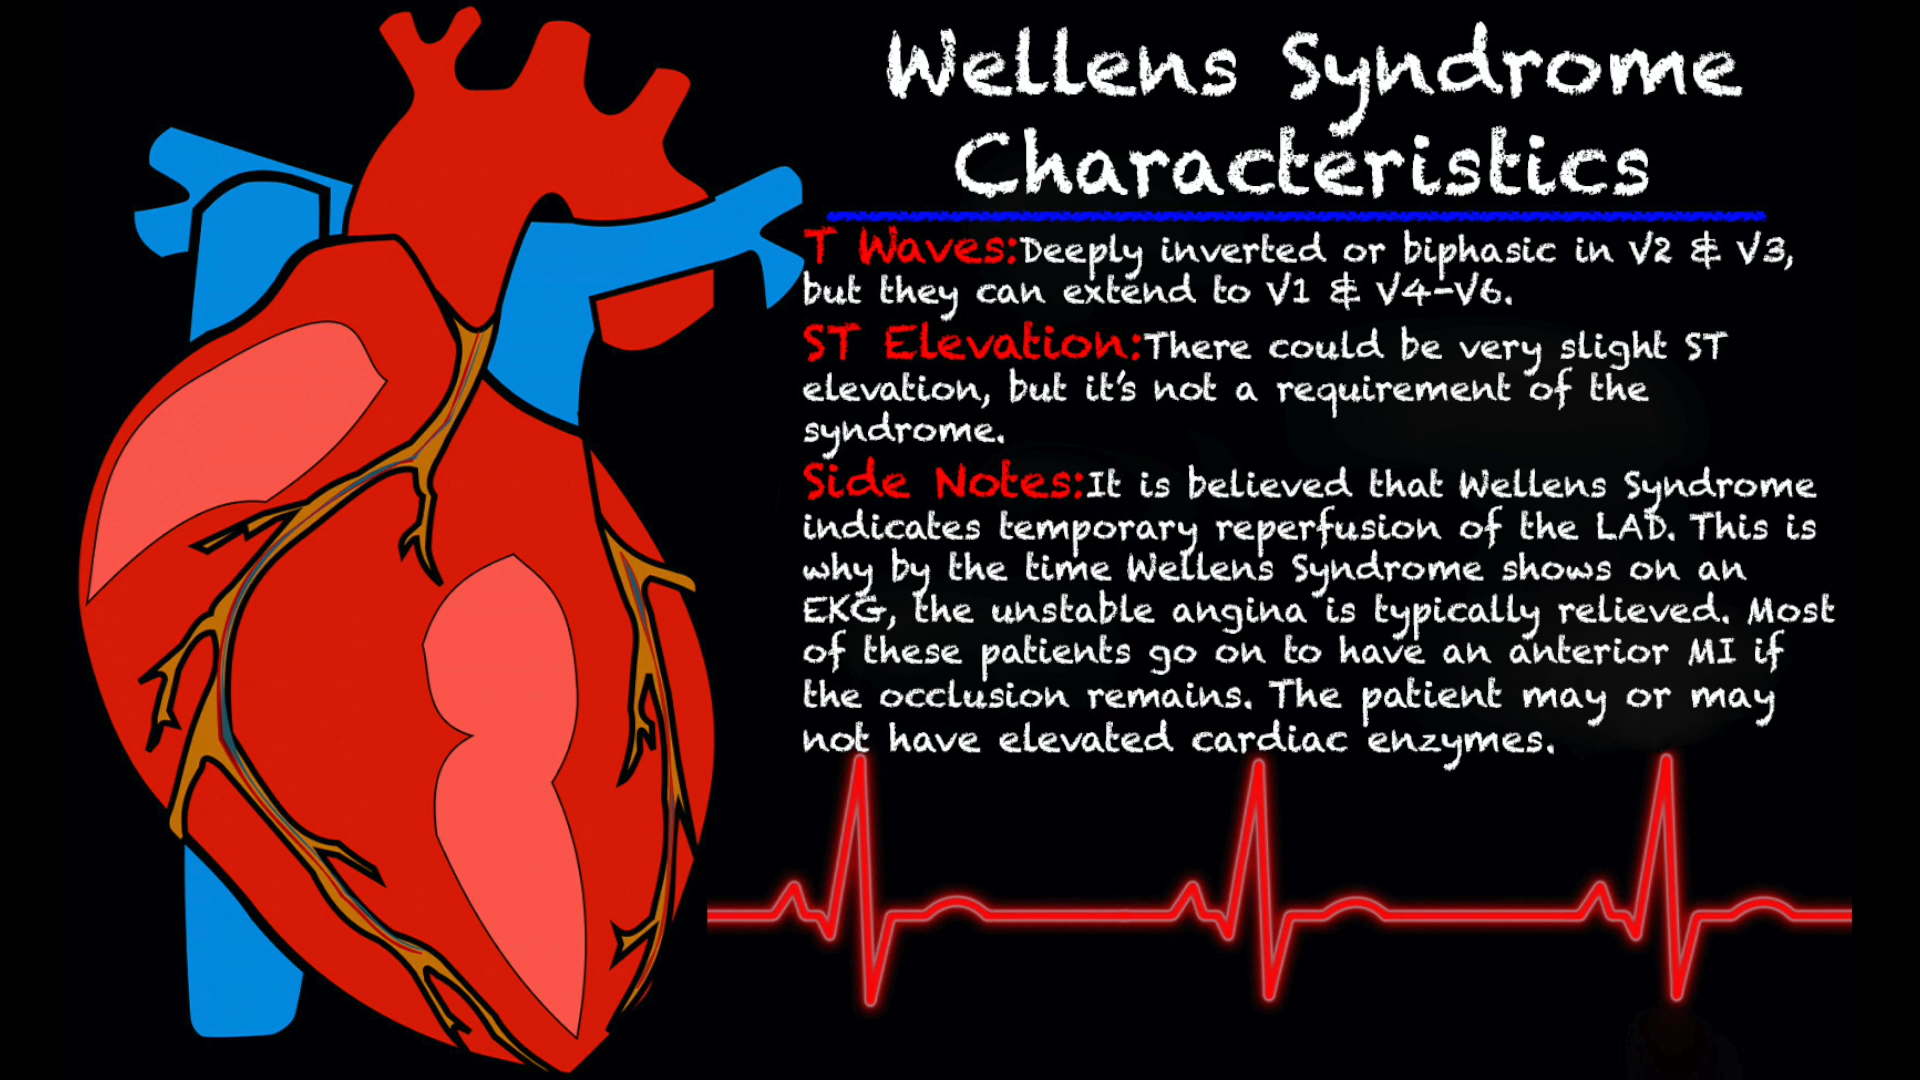 Wellens Syndrome
Characteristics
T Waves:Deeply inverted or biphasic in V2 & V3,
but they can extend to V1 & V4-V6.
ST Elevation:There could be very slight ST
elevation, but it's not a requirement of the
syndrome.
Side Notes:It is believed that Wellens Syndrome
indicates temporary reperfusion of the LAD. This is
why by the time Wellens Syndrome shows on an
EKG, the unstable angina is typically relieved. Most
of these patients go on to have an anterior MI if
the occlusion remains. The patient may or may
not have elevated cardiac enzymes.